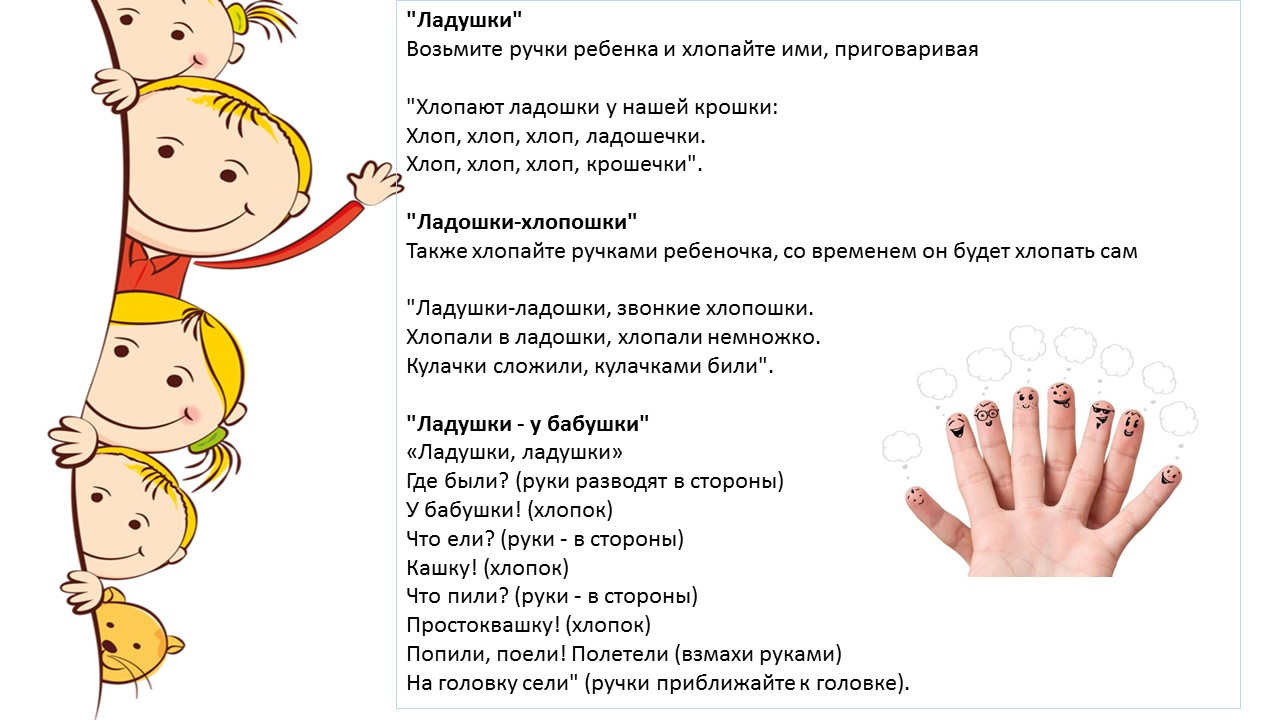 "Ладушки"
Возьмите ручки ребенка и хлопайте ими, приговаривая
"Хлопают ладошки у нашей крошки:
Хлоп, хлоп, хлоп, ладошечки.
Хлоп, хлоп, хлоп, крошечки".
"Ладошки-хлопошки"
Также хлопайте ручками ребеночка, со временем он будет хлопать сам
"Ладушки-ладошки, звонкие хлопошки.
Хлопали в ладошки, хлопали немножко.
Кулачки сложили, кулачками били".
"Ладушки - у бабушки"
«Ладушки, ладушки»
Где были? (руки разводят в стороны)
У бабушки! (хлопок)
Что ели? (руки - в стороны)
Кашку! (хлопок)
Что пили? (руки - в стороны)
Простоквашку! (хлопок)
Попили, поели! Полетели (взмахи руками)
На головку сели" (ручки приближайте к головке).